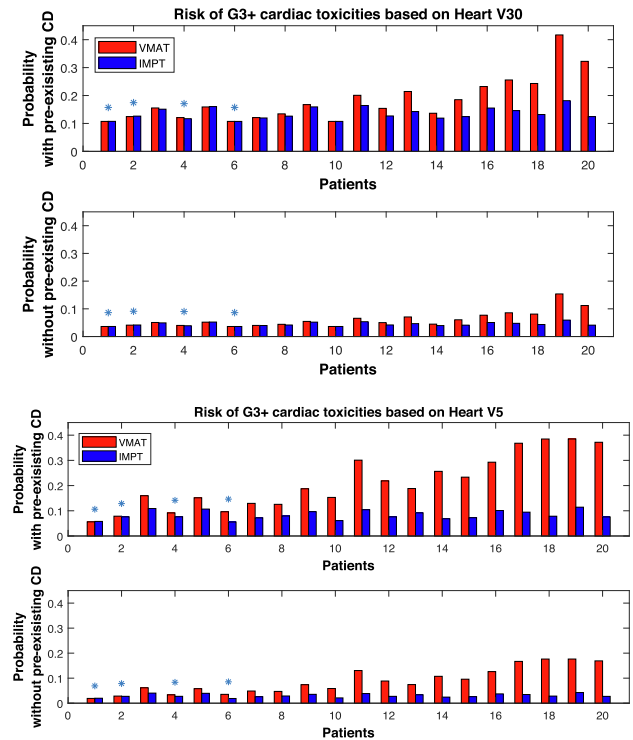 Risk of G3+ cardiac toxicities based on Heart V30
Probability
with pre-exisisting CD
VMAT
IMPT
0.4
0.3
0.2
0.1
0
0 2 4 6 8 10 12 14 16 18 20
Patients
Probability
without pre-exisisting CD
0.4
0.3
0.2
0.1
0
0 2 4 6 8 10 12 14 16 18 20
Patients
Risk of G3+ cardiac toxicities based on Heart V5
Probability
with pre-exisisting CD
VMAT
IMPT
0.4
0.3
0.2
0.1
0
0 2 4 6 8 10 12 14 16 18 20
Patients
Probability
without pre-exisisting CD
0.4
0.3
0.2
0.1
0
0 2 4 6 8 10 12 14 16 18 20
Patients